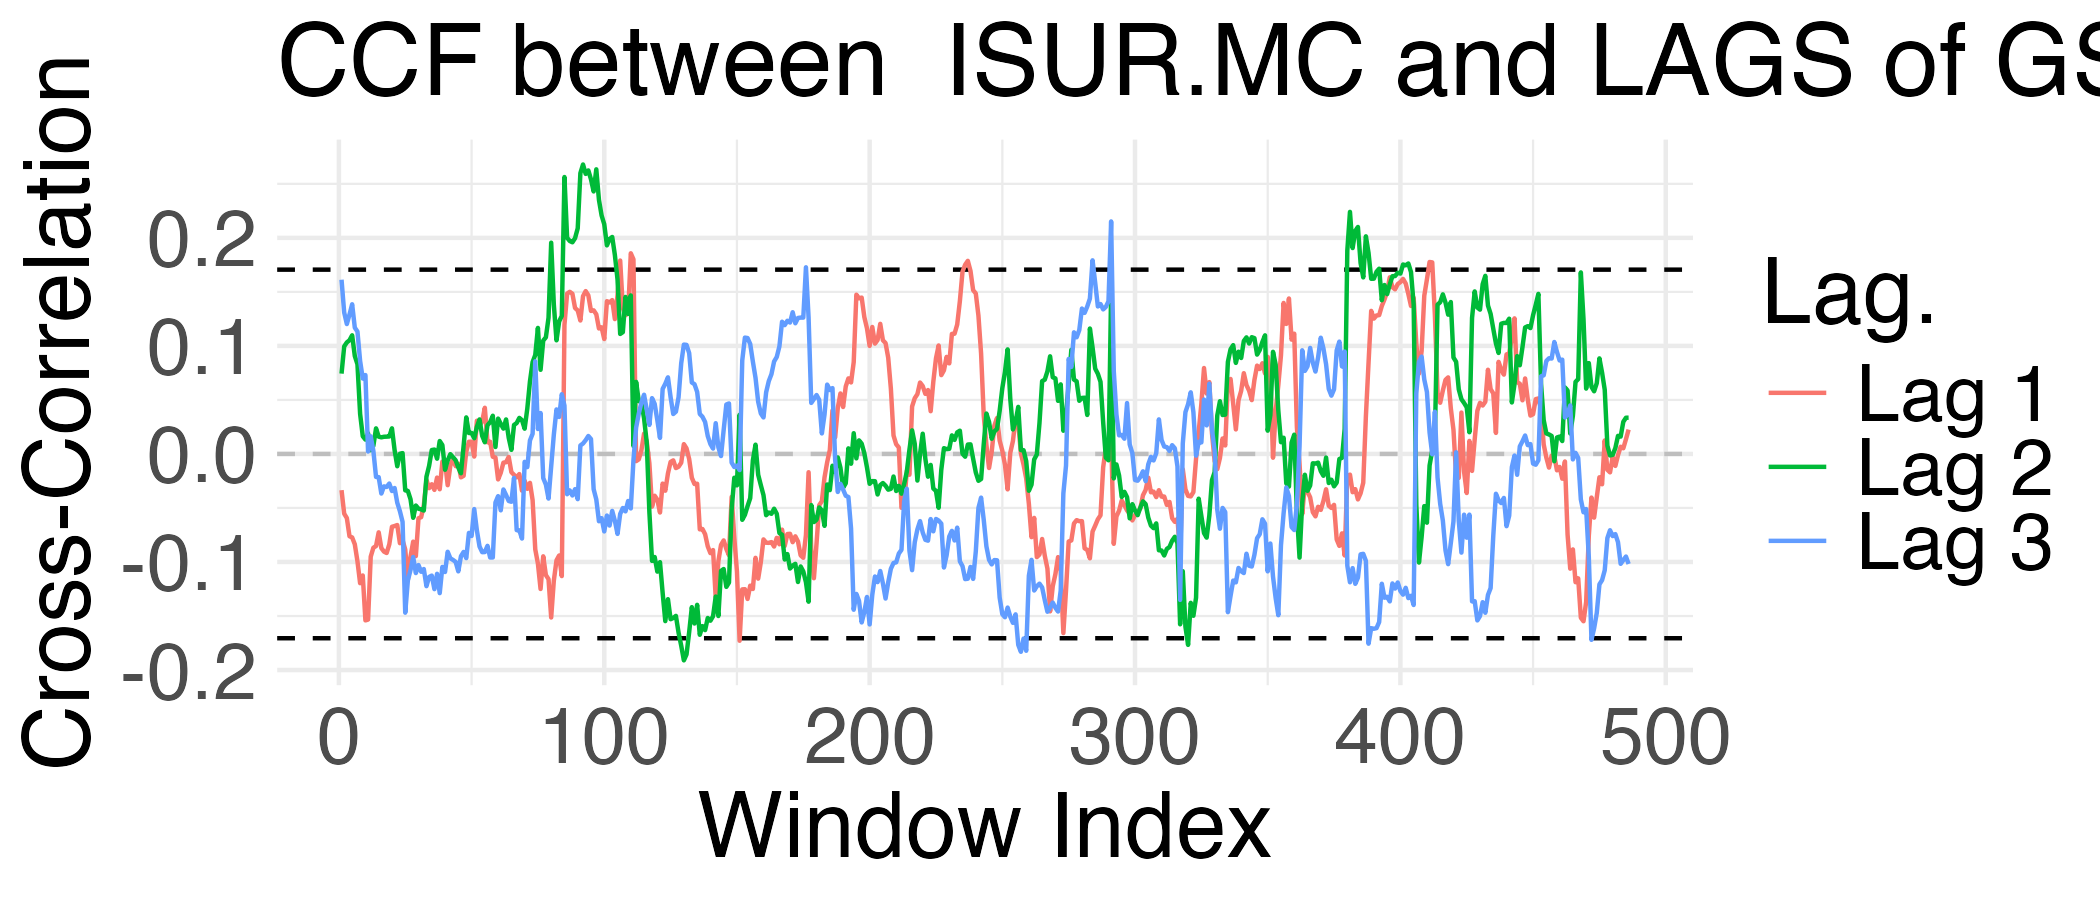 CCF between ISUR.MC and LAGS of GS
Cross-Correlation
0.2
0.1
0.0
-0.1
-0.2
0 100 200 300 400 500
Window Index
Lag.
Lag 1
Lag 2
Lag 3